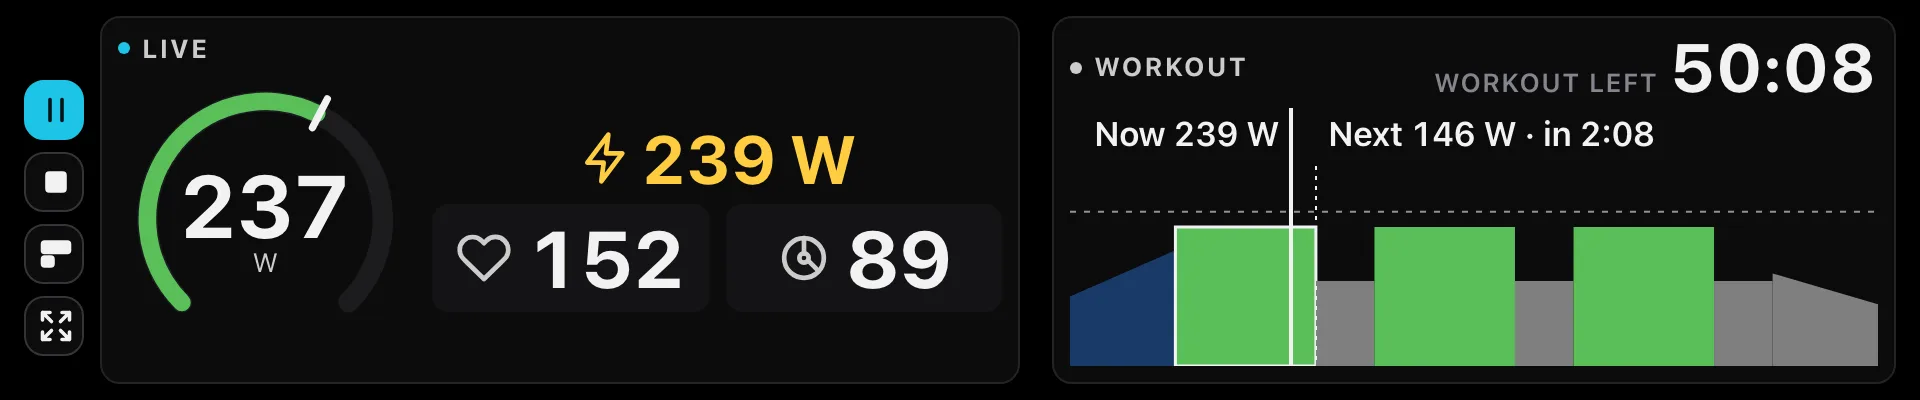 LIVE
237
W
239 W
152
89
WORKOUT
WORKOUT LEFT 50:08
Now 239 W
Next 146 W · in 2:08